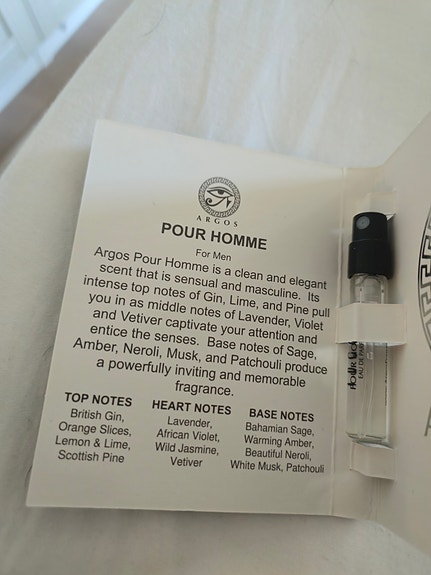 ARGOS
POUR HOMME
For Men
Argos Pour Homme is a clean and elegant
scent that is sensual and masculine. Its
intense top notes of Gin, Lime, and Pine pull
you in as middle notes of Lavender, Violet
and Vetiver captivate your attention and
entice the senses. Base notes of Sage,
Amber, Neroli, Musk, and Patchouli produce
a powerfully inviting and memorable
fragrance.
TOP NOTES
British Gin,
Orange Slices,
Lemon & Lime,
Scottish Pine
HEART NOTES
Lavender,
African Violet,
Wild Jasmine,
Vetiver
BASE NOTES
Bahamian Sage,
Warming Amber,
Beautiful Neroli,
White Musk, Patchouli
POUR
EAU DE